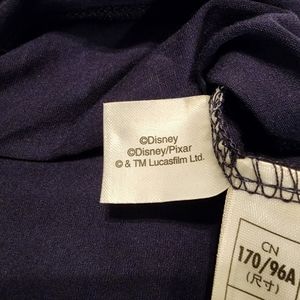 ©Disney
©Disney/Pixar
© & TM Lucasfilm Ltd.
CN
170/96A
(尺寸)